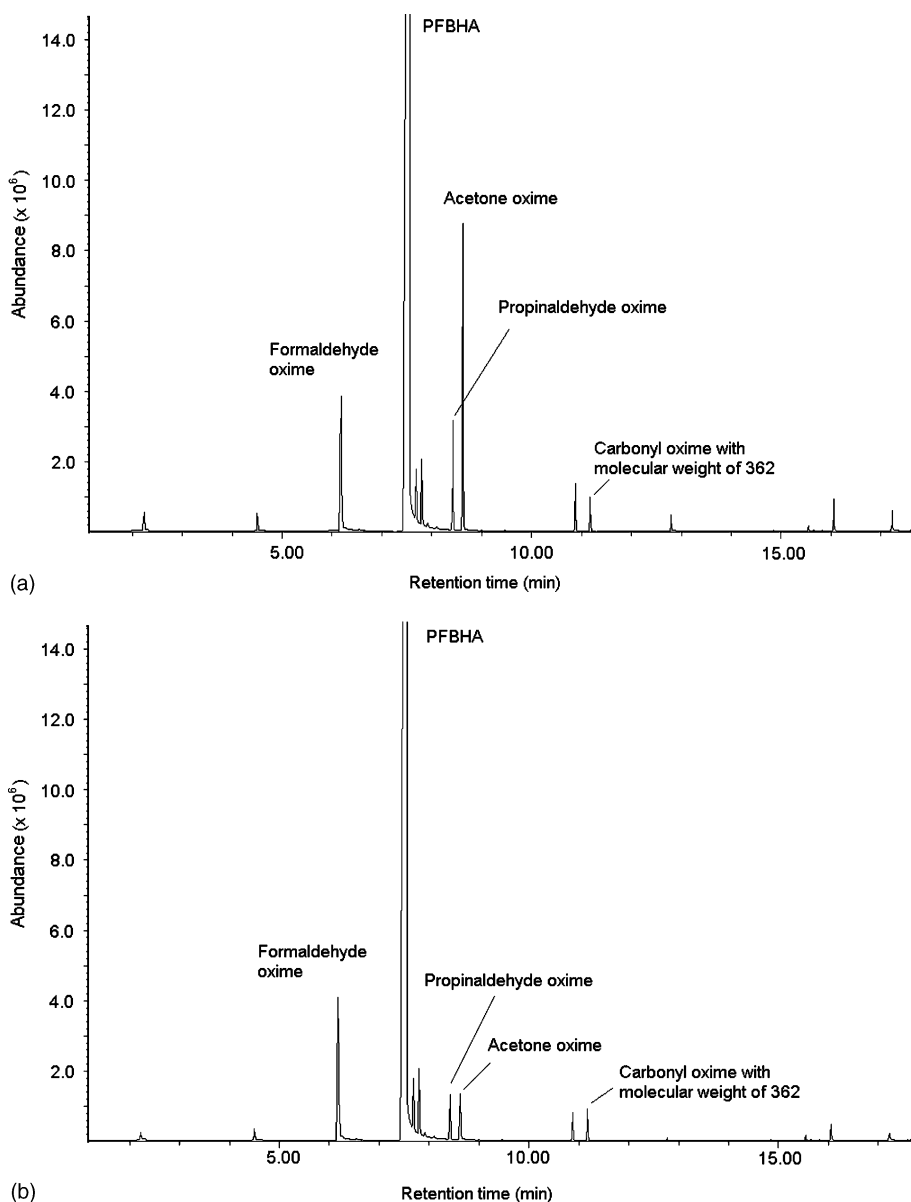 14.0
PFBHA
12.0
10.0
Abundance (x 10⁶)
Acetone oxime
8.0
Propinaldehyde oxime
6.0
Formaldehyde
oxime
4.0
Carbonyl oxime with
molecular weight of 362
2.0
5.00
10.00
15.00
(a)
Retention time (min)
14.0
PFBHA
12.0
10.0
Abundance (x 10⁶)
8.0
6.0
Formaldehyde
oxime
Propinaldehyde oxime
4.0
Acetone oxime
2.0
Carbonyl oxime with
molecular weight of 362
5.00
10.00
15.00
(b)
Retention time (min)